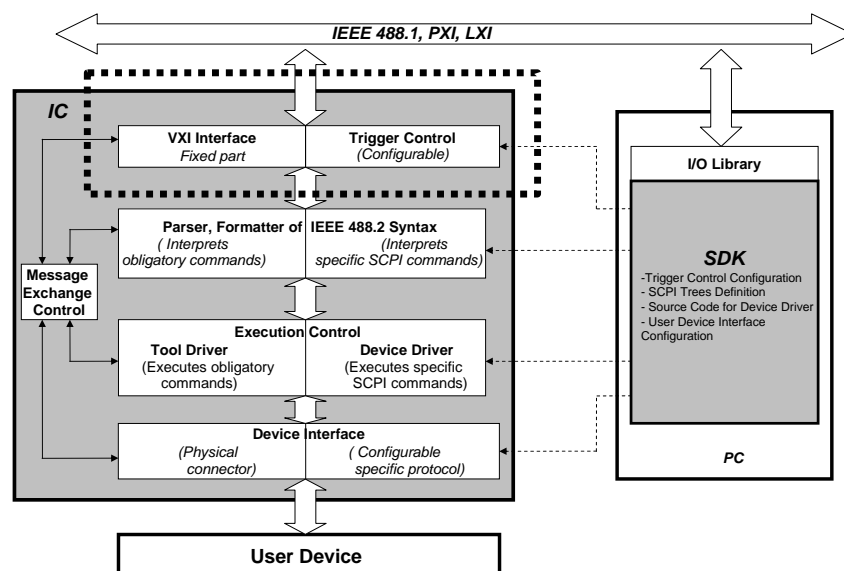 IEEE 488.1, PXI, LXI
IC
VXI Interface
Fixed part
Trigger Control
(Configurable)
Parser, Formatter of IEEE 488.2 Syntax
( Interprets
obligatory commands)
(Interprets
specific SCPI commands)
Message
Exchange
Control
Execution Control
Tool Driver
(Executes obligatory
commands)
Device Driver
(Executes specific
SCPI commands)
Device Interface
(Physical
connector)
( Configurable
specific protocol)
User Device
I/O Library
SDK
-Trigger Control Configuration
- SCPI Trees Definition
- Source Code for Device Driver
- User Device Interface
Configuration
PC